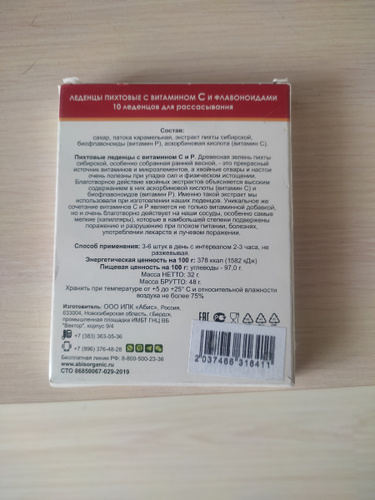 ЛЕДЕНЦЫ ПИХТОВЫЕ С ВИТАМИНОМ С И ФЛАВОНОИДАМИ
10 леденцов для рассасывания
Состав:
сахар, патока карамельная, экстракт пихты сибирской,
биофлавоноиды (витамин Р), аскорбиновая кислота (витамин С).
Пихтовые леденцы с витамином С и Р. Древесная зелень пихты
сибирской, особенно собранная ранней весной, - это прекрасный
источник витаминов и микроэлементов, а хвойные отвары и настои
очень полезны при упадке сил и физическом истощении.
Благотворное действие хвойных экстрактов объясняется высоким
содержанием в них аскорбиновой кислоты (витамин С) и
биофлавоноидов (витамин Р). Именно такой экстракт мы
использовали при изготовлении наших леденцов. Уникальное же
сочетание витаминов С и Р является не только витаминной добавкой,
но и очень благотворно действует на наши сосуды, особенно самые
мелкие (капилляры), которые в наибольшей степени подвержены
поражению и разрушению при атаках помоги, болезнях,
употреблении лекарств и лучевом поражении.
Способ применения: 3-6 штук в день с интервалом 2-3 часа, не
разжевывая.
Энергетическая ценность на 100 г: 378 ккал (1582 кДж)
Пищевая ценность на 100 г: углеводы - 97,0 г.
Масса НЕТТО: 32 г.
Масса БРУТТО: 48 г.
Хранить при температуре от +5 до +25° С и относительной влажности
воздуха не более 75%
Изготовитель: ООО ИПК «Абис», Россия,
633004, Новосибирская область, г.Бердск,
промышленная площадка ИМБТ ГНЦ ВБ
"Вектор", корпус 9/4
+7 (383) 363-05-36
+7 (996) 376-48-28
Бесплатная линия РФ: 8-800-500-23-36
www.abisorganic.ru
СТО 86850067-029-2019
EAC
2 037486 318411